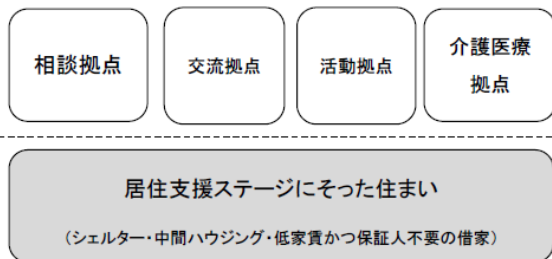 相談拠点
交流拠点
活動拠点
介護医療
拠点
居住支援ステージにそった住まい
（シェルター・中間ハウジング・低家賃かつ保証人不要の借家）